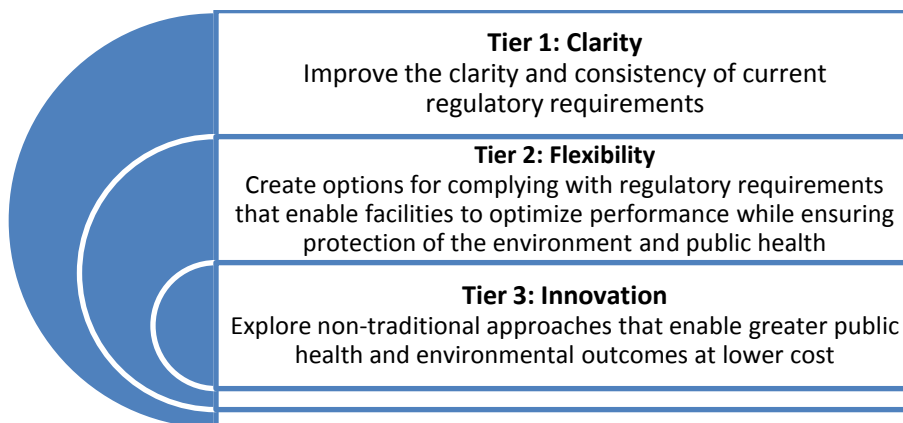 Tier 1: Clarity
Improve the clarity and consistency of current
regulatory requirements
Tier 2: Flexibility
Create options for complying with regulatory requirements
that enable facilities to optimize performance while ensuring
protection of the environment and public health
Tier 3: Innovation
Explore non-traditional approaches that enable greater public
health and environmental outcomes at lower cost